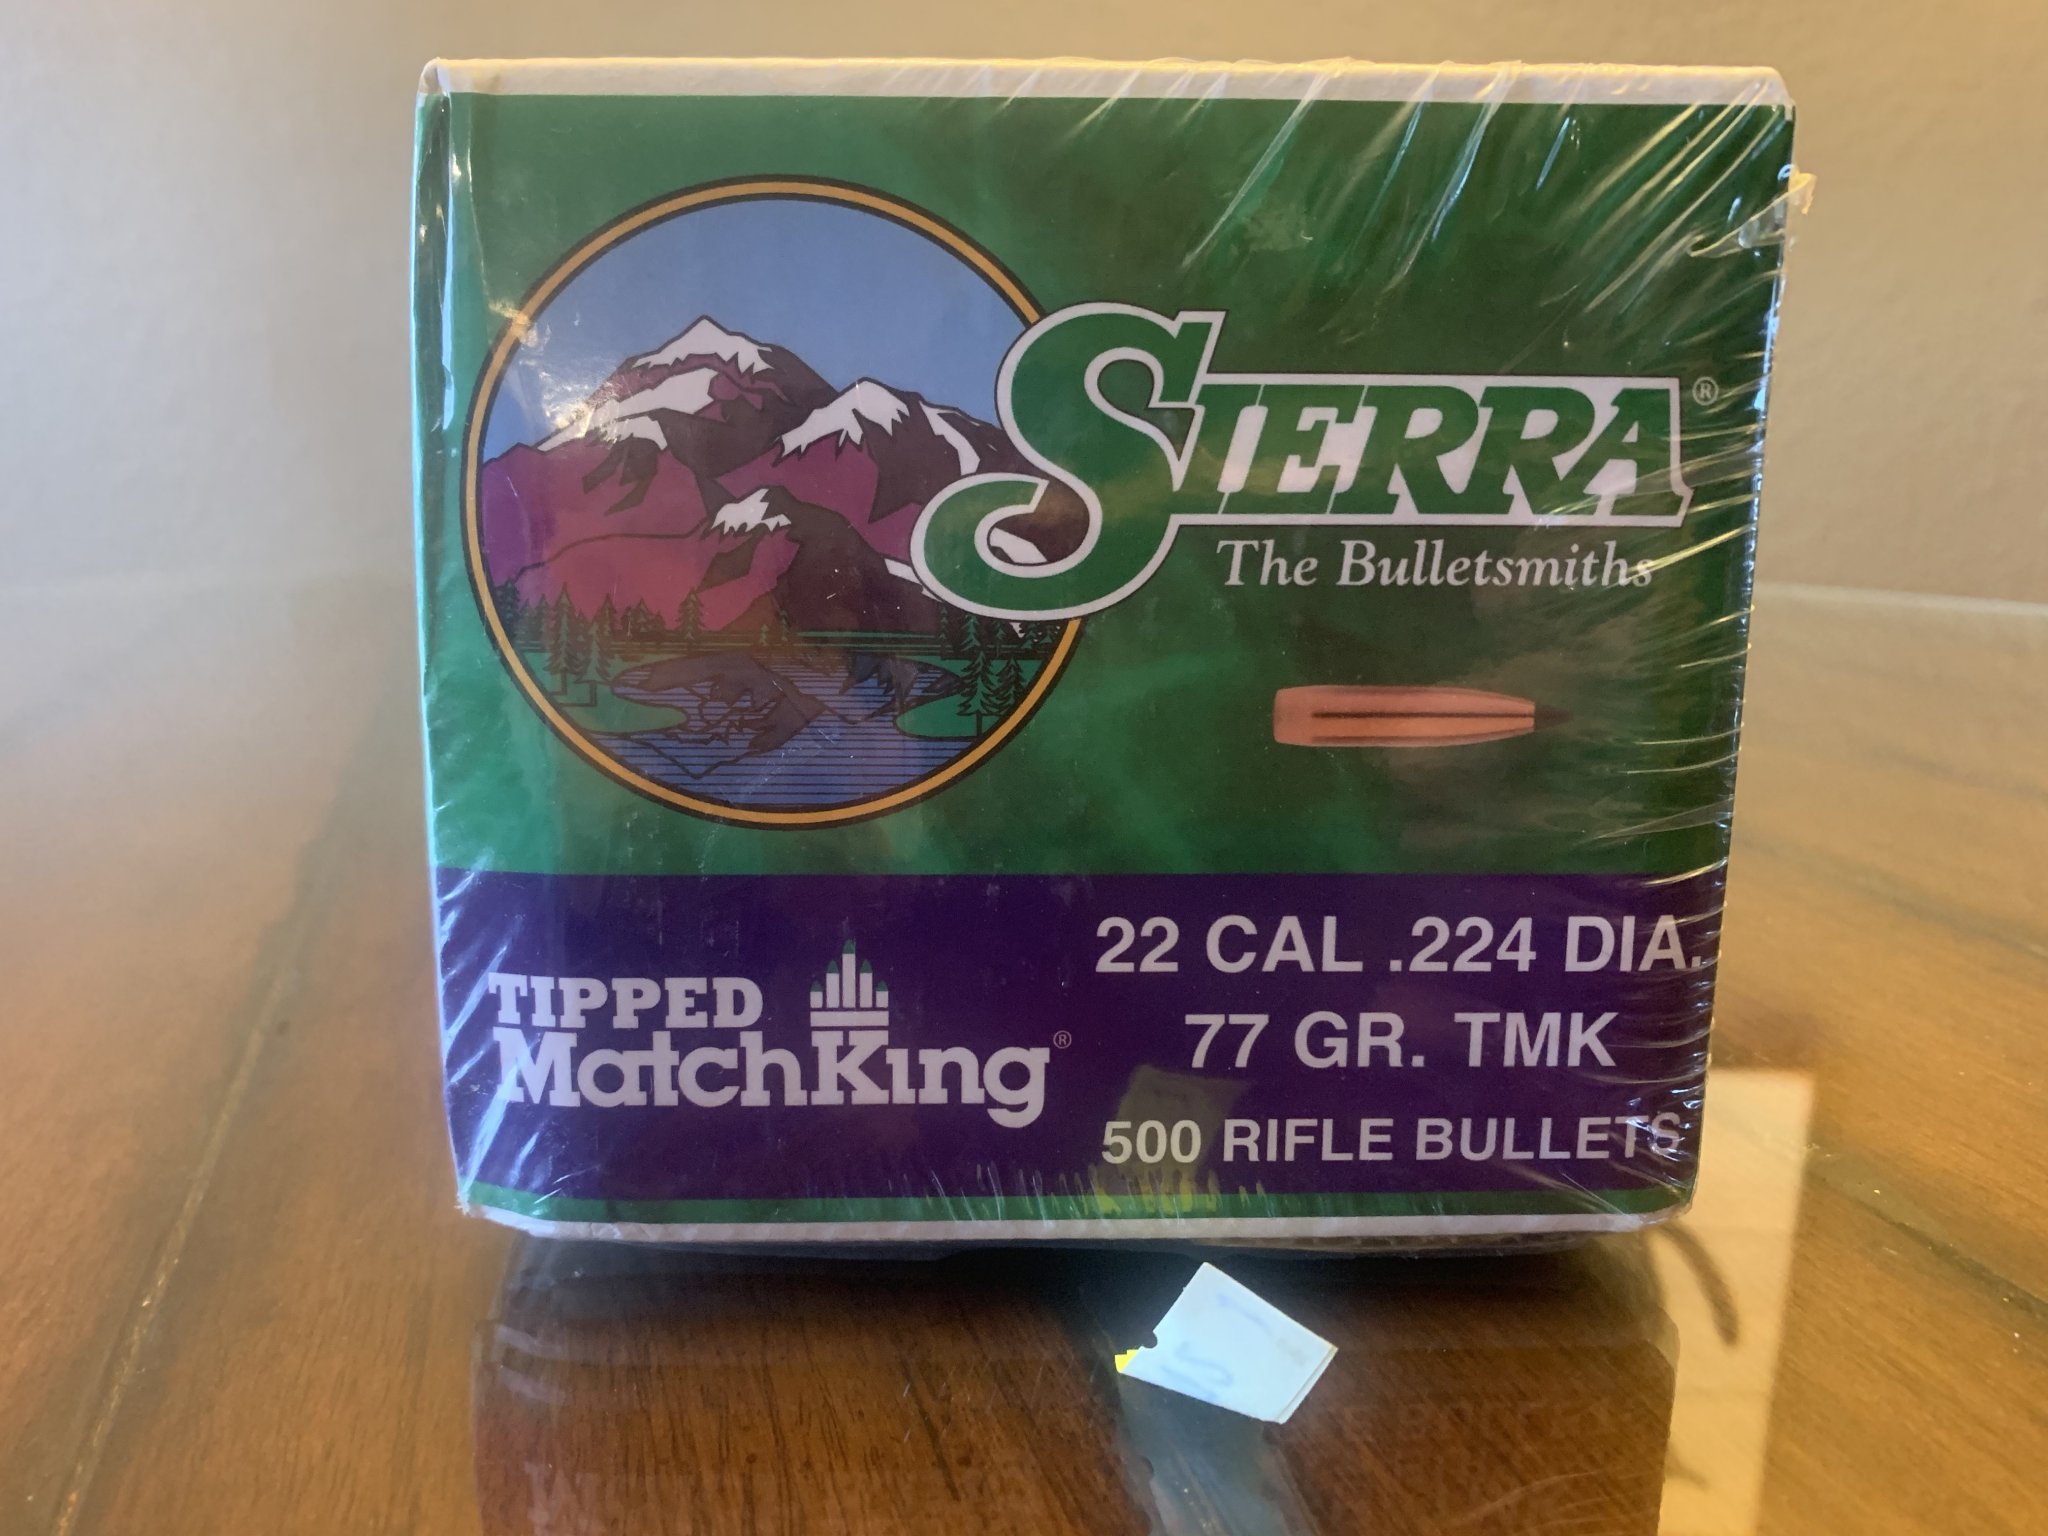 SIERRA®
The Bulletsmiths
TIPPED
MatchKing®
22 CAL .224 DIA.
77 GR. TMK
500 RIFLE BULLETS